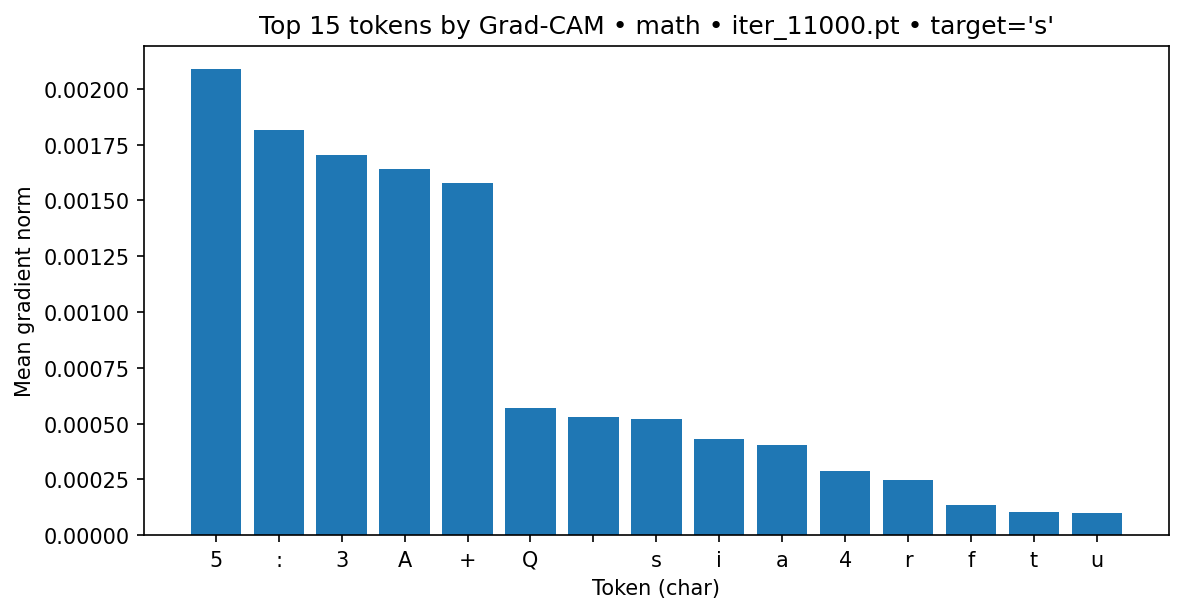 Top 15 tokens by Grad-CAM • math • iter_11000.pt • target='s'
Mean gradient norm
0.00200
0.00175
0.00150
0.00125
0.00100
0.00075
0.00050
0.00025
0.00000
5 : 3 A + Q s i a 4 r f t u
Token (char)